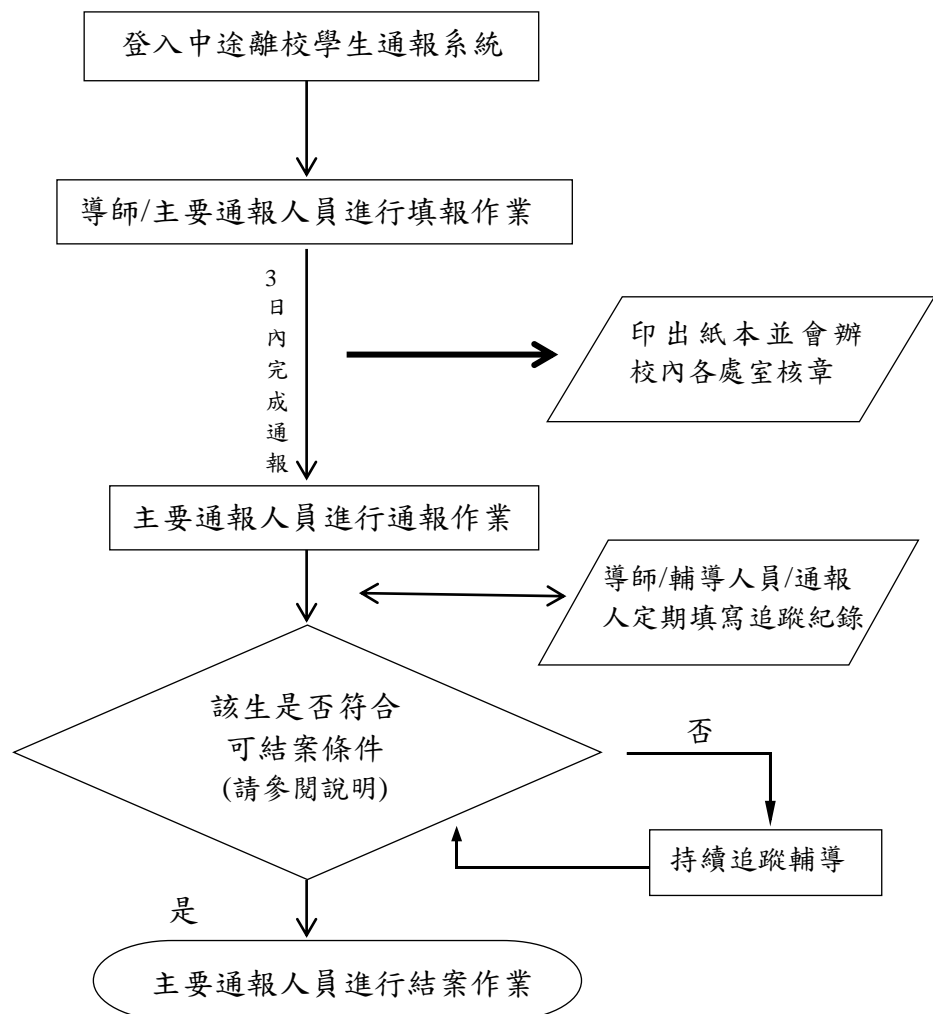 登入中途離校學生通報系統
導師/主要通報人員進行填報作業
3日內完成通報
印出紙本並會辦
校內各處室核章
主要通報人員進行通報作業
導師/輔導人員/通報
人定期填寫追蹤紀錄
該生是否符合
可結案條件
(請參閱說明)
否
持續追蹤輔導
是
主要通報人員進行結案作業